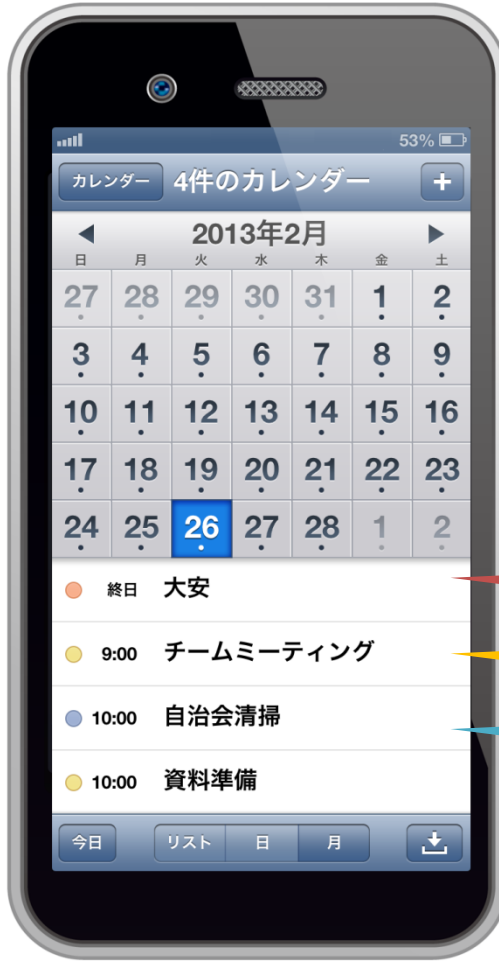 53%
カレンダー 4件のカレンダー +
2013年2月
日 月 火 水 木 金 土
27 28 29 30 31 1 2
3 4 5 6 7 8 9
10 11 12 13 14 15 16
17 18 19 20 21 22 23
24 25 26 27 28 1 2
終日 大安
9:00 チームミーティング
10:00 自治会清掃
10:00 資料準備
今日 リスト 日 月